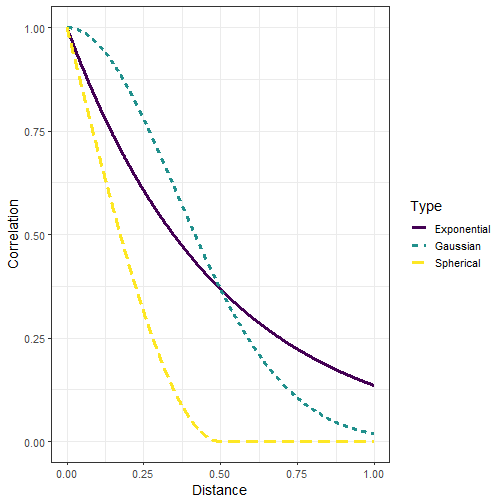 1.00
0.75
0.50
0.25
0.00
Correlation
0.00 0.25 0.50 0.75 1.00
Distance
Type
Exponential
Gaussian
Spherical